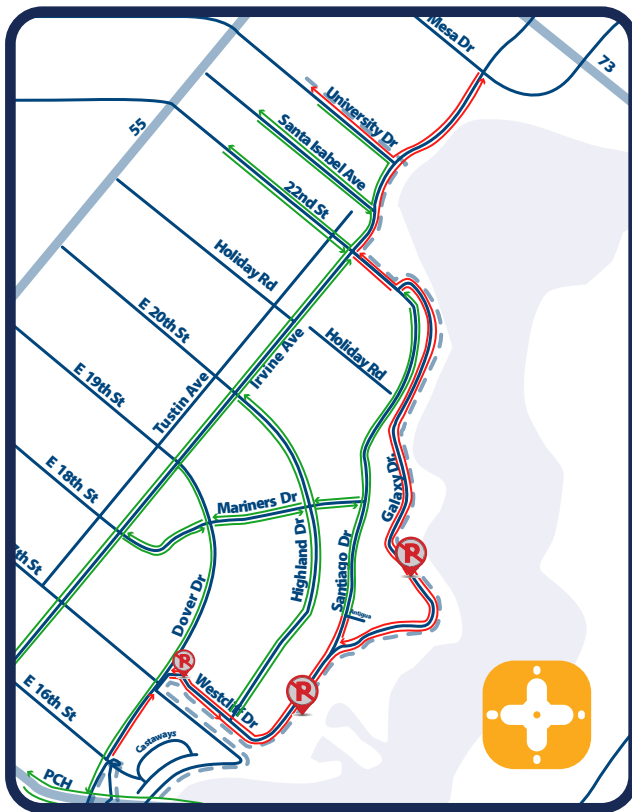 Mesa Dr
73
University Dr
55
Santa Isabel Ave
22nd St
Holiday Rd
E 20th St
Irvine Ave
Holiday Rd
E 19th St
Tustin Ave
E 18th St
Galaxy Dr
Mariners Dr
Highland Dr
Santiago Dr
7th St
P
Dover Dr
Antigua
P
Westcliff Dr
P
E 16th St
Castaways
PCH